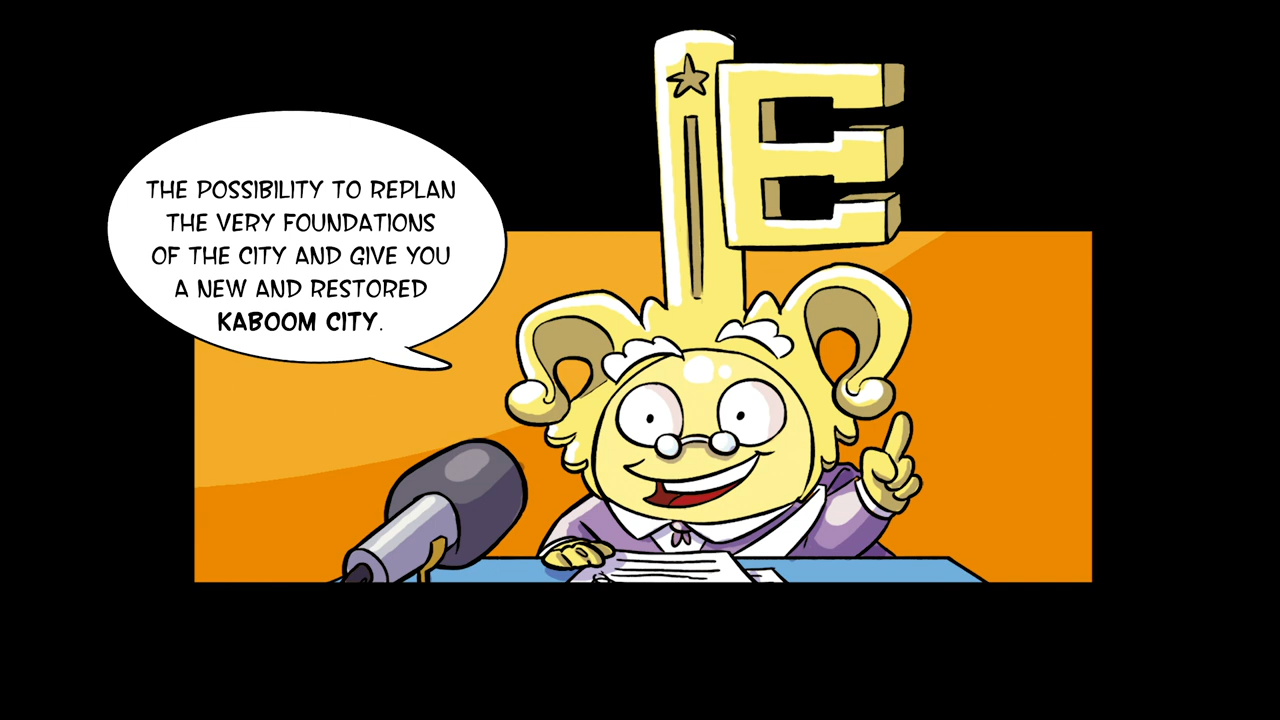 THE POSSIBILITY TO REPLAN
THE VERY FOUNDATIONS
OF THE CITY AND GIVE YOU
A NEW AND RESTORED
KABOOM CITY.
E